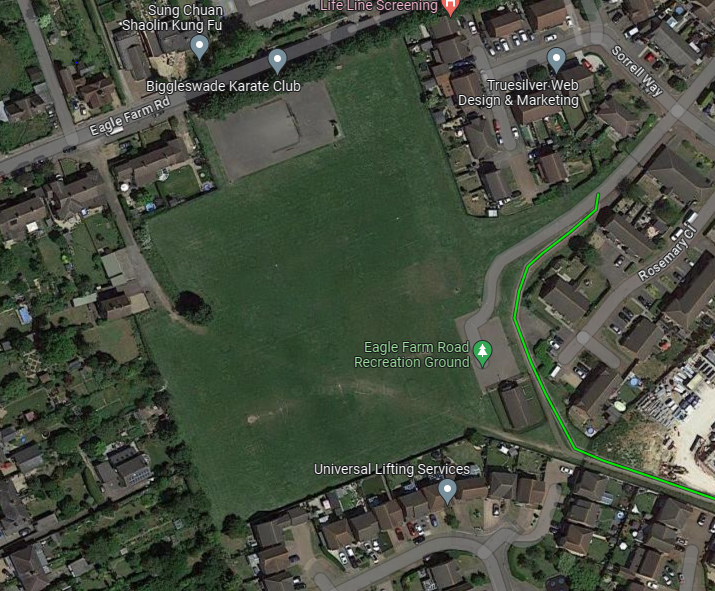 Life Line Screening
Sung Chuan
Shaolin Kung Fu
Biggleswade Karate Club
Truesilver Web
Design & Marketing
Sorrell Way
Eagle Farm Rd
Rosemary Cl
Eagle Farm Road
Recreation Ground
Universal Lifting Services